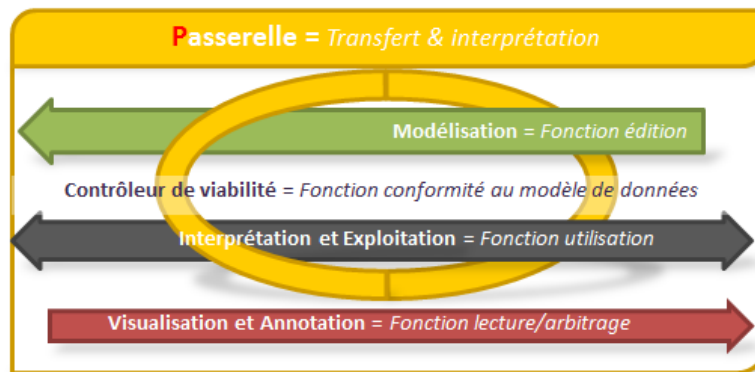 Passerelle = Transfert & interprétation
Modélisation = Fonction édition
Contrôleur de viabilité = Fonction conformité au modèle de données
Interprétation et Exploitation = Fonction utilisation
Visualisation et Annotation = Fonction lecture/arbitrage